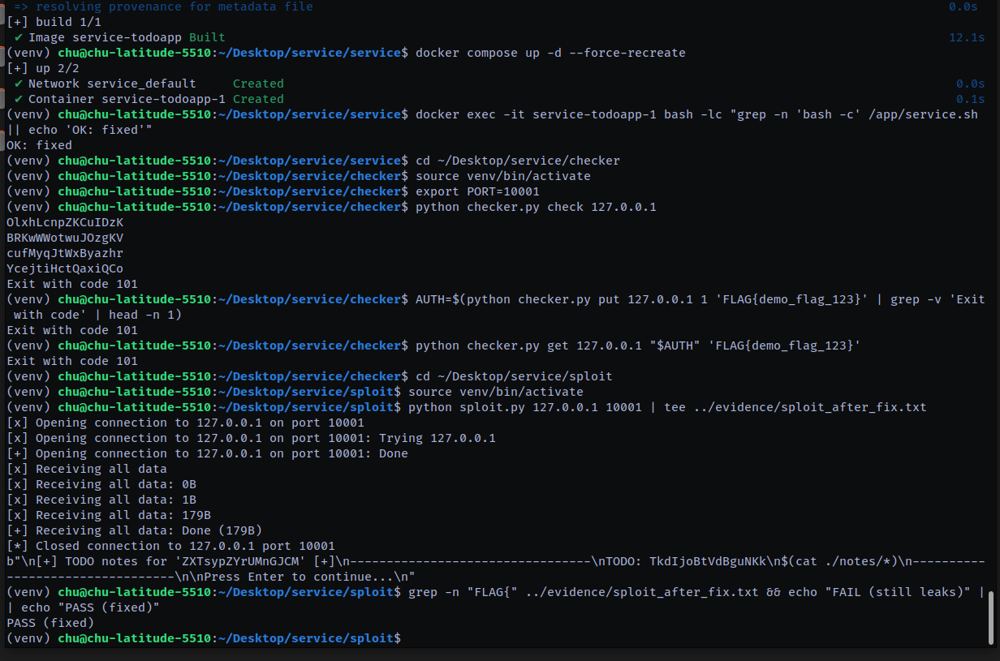 => resolving provenance for metadata file 0.0s
[+] build 1/1
✔ Image service-todoapp Built 12.1s
(venv) chu@chu-latitude-5510:~/Desktop/service/service$ docker compose up -d --force-recreate
[+] up 2/2
✔ Network service_default Created 0.0s
✔ Container service-todoapp-1 Created 0.1s
(venv) chu@chu-latitude-5510:~/Desktop/service/service$ docker exec -it service-todoapp-1 bash -lc "grep -n 'bash -c' /app/service.sh
|| echo 'OK: fixed'"
OK: fixed
(venv) chu@chu-latitude-5510:~/Desktop/service/service$ cd ~/Desktop/service/checker
(venv) chu@chu-latitude-5510:~/Desktop/service/checker$ source venv/bin/activate
(venv) chu@chu-latitude-5510:~/Desktop/service/checker$ export PORT=10001
(venv) chu@chu-latitude-5510:~/Desktop/service/checker$ python checker.py check 127.0.0.1
OlxhLcnpZKCuIDzK
BRKwWWotwuJOzgKV
cufMyqJtWxByazhr
YcejtiHctQaxiQCo
Exit with code 101
(venv) chu@chu-latitude-5510:~/Desktop/service/checker$ AUTH=$(python checker.py put 127.0.0.1 1 'FLAG{demo_flag_123}' | grep -v 'Exit
with code' | head -n 1)
Exit with code 101
(venv) chu@chu-latitude-5510:~/Desktop/service/checker$ python checker.py get 127.0.0.1 "$AUTH" 'FLAG{demo_flag_123}'
Exit with code 101
(venv) chu@chu-latitude-5510:~/Desktop/service/checker$ cd ~/Desktop/service/sploit
(venv) chu@chu-latitude-5510:~/Desktop/service/sploit$ source venv/bin/activate
(venv) chu@chu-latitude-5510:~/Desktop/service/sploit$ python sploit.py 127.0.0.1 10001 | tee ../evidence/sploit_after_fix.txt
[x] Opening connection to 127.0.0.1 on port 10001
[x] Opening connection to 127.0.0.1 on port 10001: Trying 127.0.0.1
[+] Opening connection to 127.0.0.1 on port 10001: Done
[x] Receiving all data
[x] Receiving all data: 0B
[x] Receiving all data: 1B
[x] Receiving all data: 179B
[+] Receiving all data: Done (179B)
[*] Closed connection to 127.0.0.1 port 10001
b"\n[+] TODO notes for 'ZXTsypZYrUMnGJCM' [+]\n---------------------------------\nTODO: TkdIjoBtVdBguNKk\n$(cat ./notes/*)\n----------
-----------------------\n\nPress Enter to continue...\n"
(venv) chu@chu-latitude-5510:~/Desktop/service/sploit$ grep -n "FLAG{" ../evidence/sploit_after_fix.txt && echo "FAIL (still leaks)" |
| echo "PASS (fixed)"
PASS (fixed)
(venv) chu@chu-latitude-5510:~/Desktop/service/sploit$